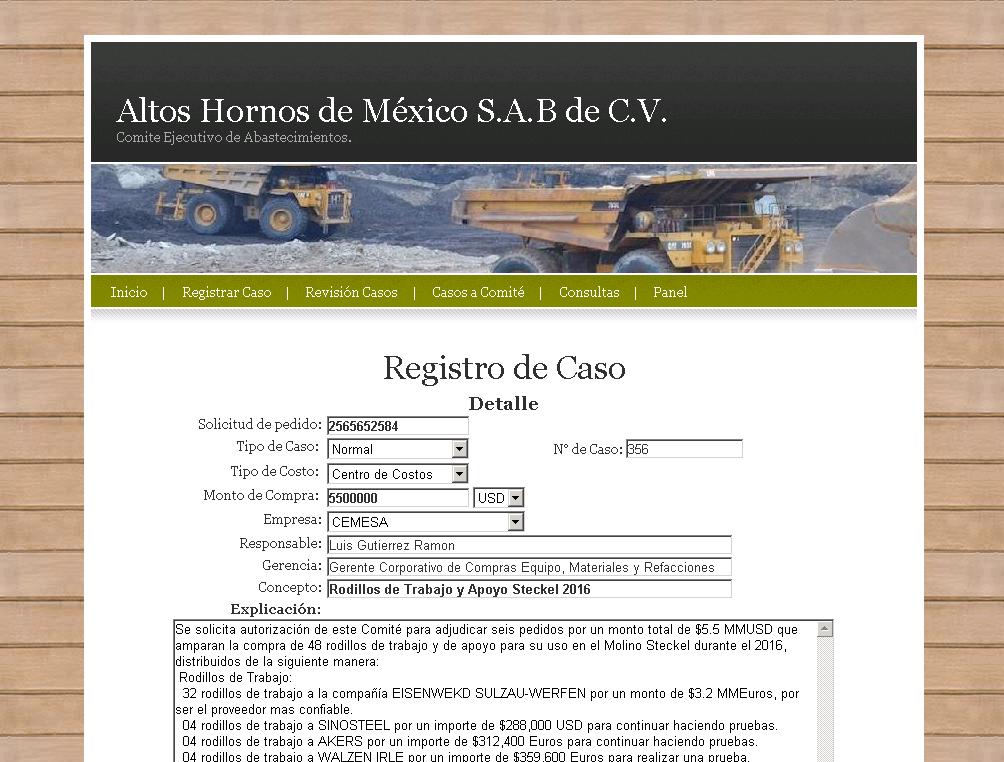 Altos Hornos de México S.A.B de C.V.
Comite Ejecutivo de Abastecimientos.
Inicio | Registrar Caso | Revisión Casos | Casos a Comité | Consultas | Panel
Registro de Caso
Detalle
Solicitud de pedido: 2565652584
Tipo de Caso: Normal N° de Caso: 356
Tipo de Costo: Centro de Costos
Monto de Compra: 5500000 USD
Empresa: CEMESA
Responsable: Luis Gutierrez Ramon
Gerencia: Gerente Corporativo de Compras Equipo, Materiales y Refacciones
Concepto: Rodillos de Trabajo y Apoyo Steckel 2016
Explicación:
Se solicita autorización de este Comité para adjudicar seis pedidos por un monto total de $5.5 MMUSD que
amparan la compra de 48 rodillos de trabajo y de apoyo para su uso en el Molino Steckel durante el 2016,
distribuidos de la siguiente manera:
Rodillos de Trabajo:
32 rodillos de trabajo a la compañía EISENWEKD SULZAU-WERFEN por un monto de $3.2 MMEuros, por
ser el proveedor mas confiable.
04 rodillos de trabajo a SINOSTEEL por un importe de $288,000 USD para continuar haciendo pruebas.
04 rodillos de trabajo a AKERS por un importe de $312,400 Euros para continuar haciendo pruebas.
04 rodillos de trabajo a WALZEN IRLE por un importe de $359,600 Euros para realizar una prueba.